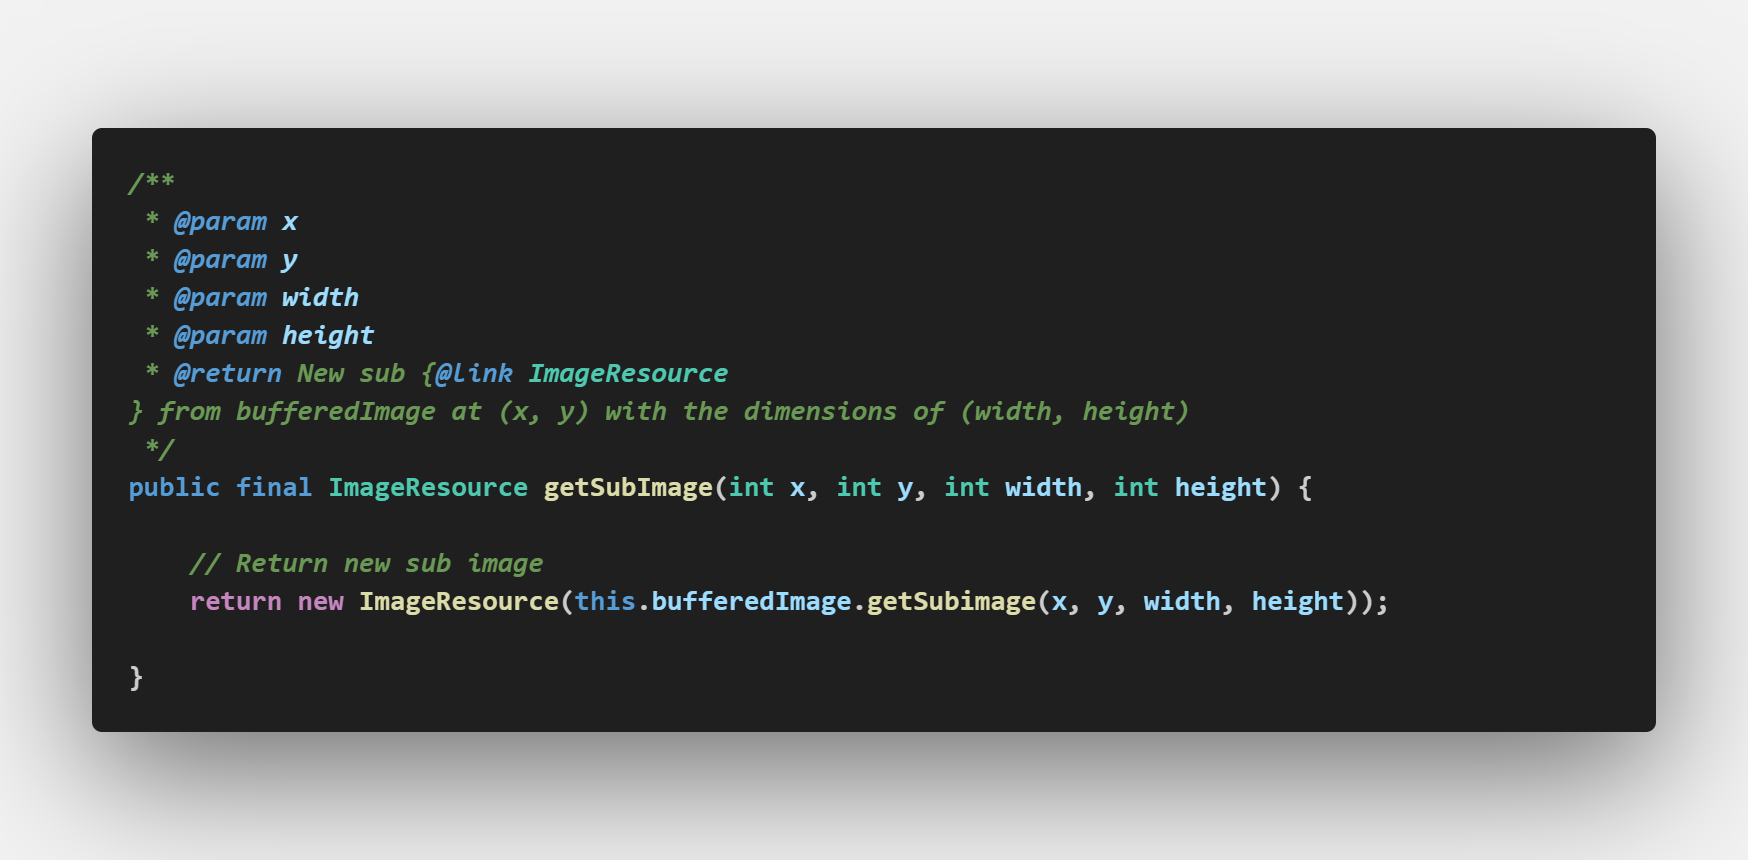 /**
 * @param x
 * @param y
 * @param width
 * @param height
 * @return New sub {@link ImageResource
} from bufferedImage at (x, y) with the dimensions of (width, height)
 */
public final ImageResource getSubImage(int x, int y, int width, int height) {
    // Return new sub image
    return new ImageResource(this.bufferedImage.getSubimage(x, y, width, height));
}